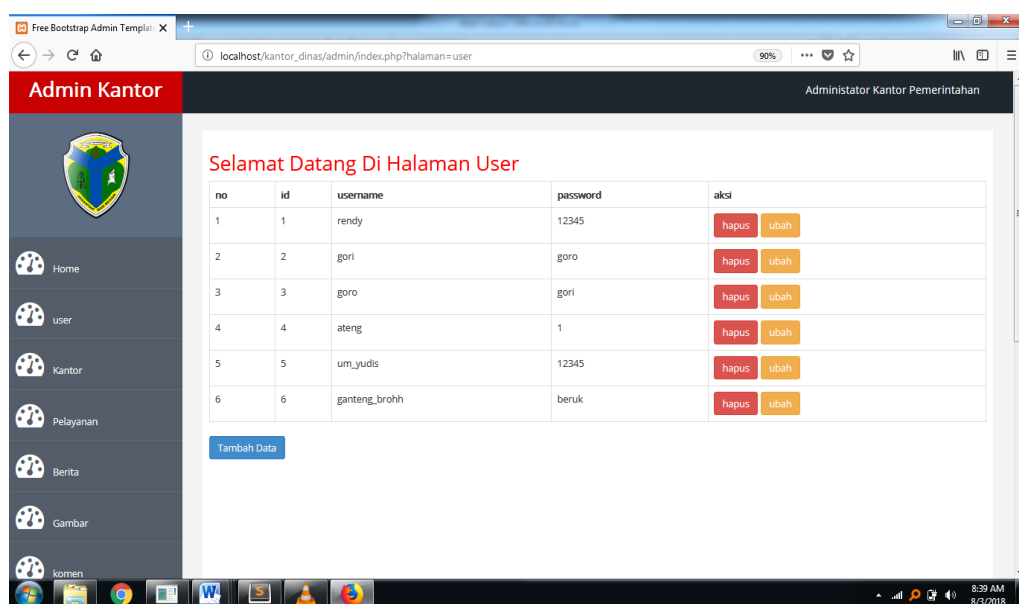 Free Bootstrap Admin Templat
localhost/kantor_dinas/admin/index.php?halaman=user
90%
Admin Kantor
Administator Kantor Pemerintahan
Home
user
Kantor
Pelayanan
Berita
Gambar
komen
Selamat Datang Di Halaman User
no id username password aksi
1 1 rendy 12345 hapus ubah
2 2 gori goro hapus ubah
3 3 goro gori hapus ubah
4 4 ateng 1 hapus ubah
5 5 um_yudis 12345 hapus ubah
6 6 ganteng_brohh beruk hapus ubah
Tambah Data
8:39 AM
8/3/2018